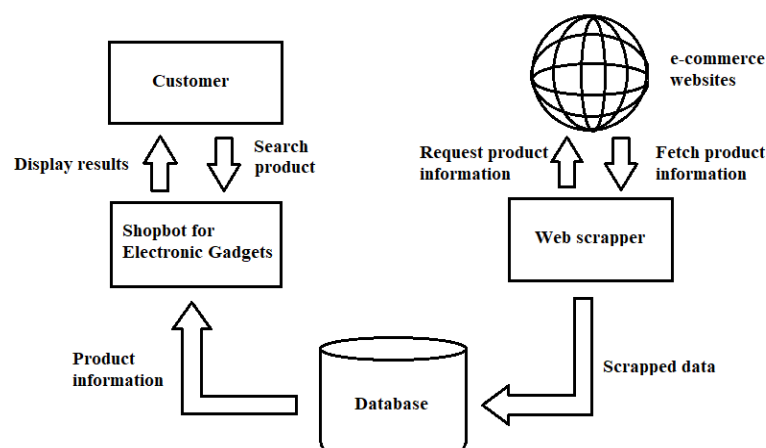 Customer
e-commerce
websites
Display results
Search
product
Request product
information
Fetch product
information
Shopbot for
Electronic Gadgets
Web scrapper
Product
information
Database
Scrapped data